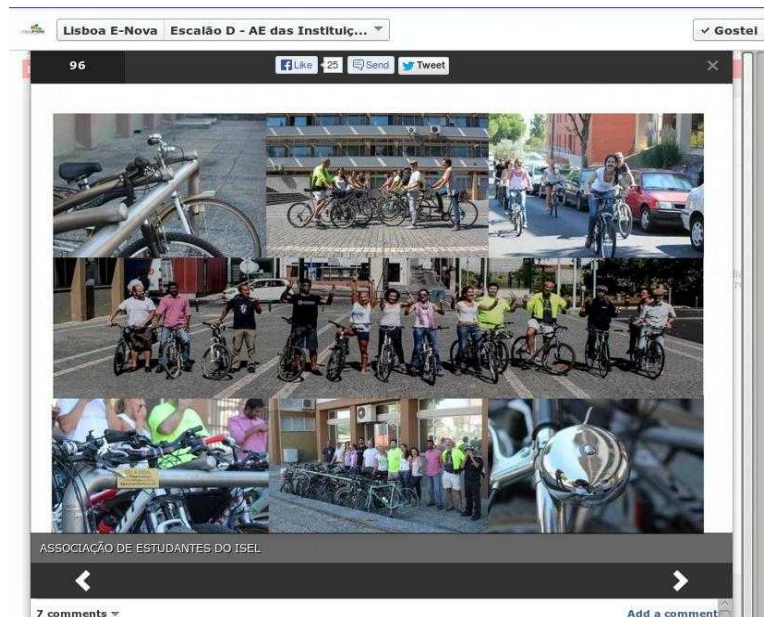 Lisboa E-Nova Escalão D - AE das Instituiç...
Gostei
96
Like 25 Send Tweet
ASSOCIAÇÃO DE ESTUDANTES DO ISEL
7 comments
Add a comment